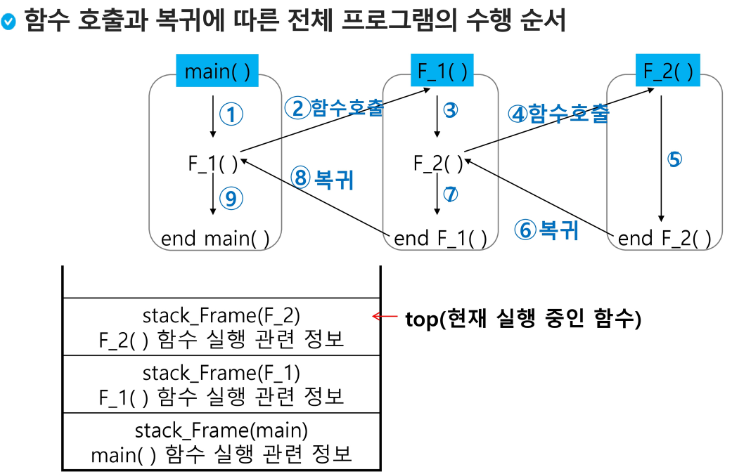 함수 호출과 복귀에 따른 전체 프로그램의 수행 순서
main( )
F_1( )
F_2( )
①
② 함수호출
③
④ 함수호출
⑤
F_1( )
F_2( )
⑧ 복귀
⑨
⑦
⑥ 복귀
end main( )
end F_1( )
end F_2( )
stack_Frame(F_2)
F_2( ) 함수 실행 관련 정보
top(현재 실행 중인 함수)
stack_Frame(F_1)
F_1( ) 함수 실행 관련 정보
stack_Frame(main)
main( ) 함수 실행 관련 정보